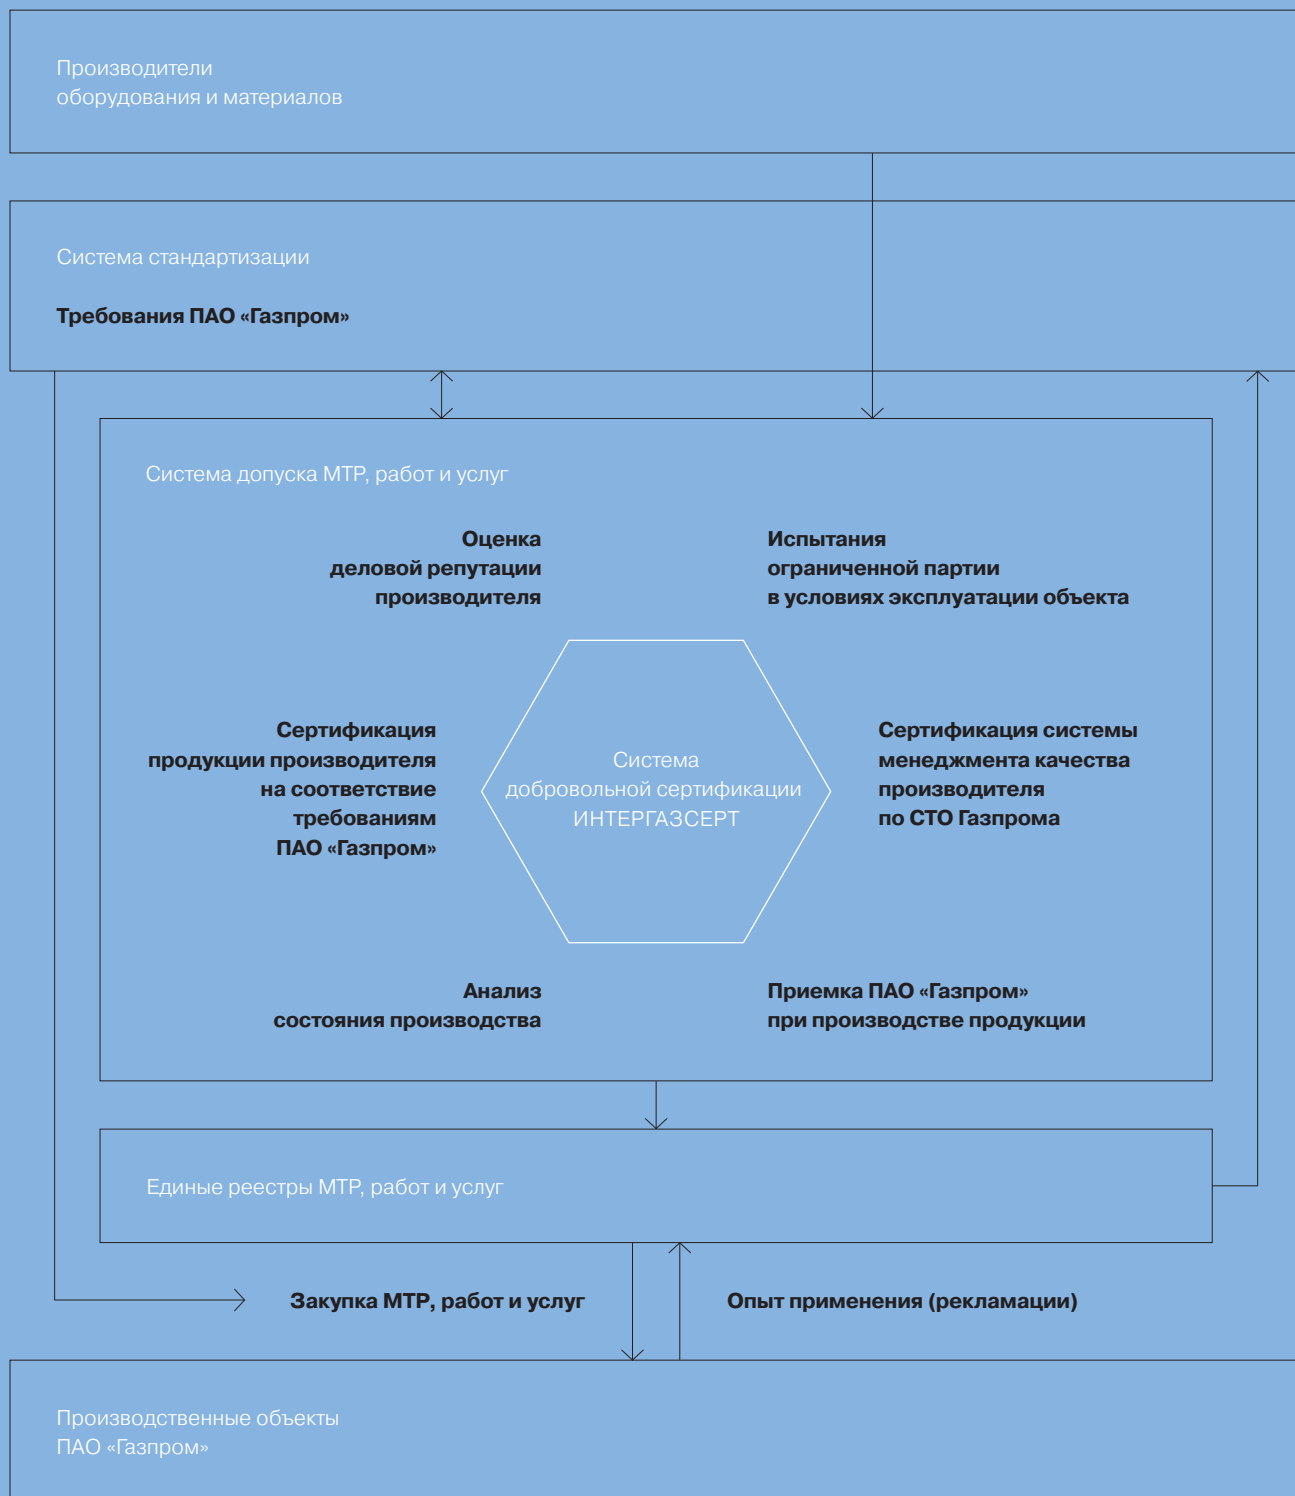 Производители
оборудования и материалов
Система стандартизации
Требования ПАО «Газпром»
Система допуска МТР, работ и услуг
Оценка
деловой репутации
производителя
Испытания
ограниченной партии
в условиях эксплуатации объекта
Сертификация
продукции производителя
на соответствие
требованиям
ПАО «Газпром»
Система
добровольной сертификации
ИНТЕРГАЗСЕРТ
Сертификация системы
менеджмента качества
производителя
по СТО Газпрома
Анализ
состояния производства
Приемка ПАО «Газпром»
при производстве продукции
Единые реестры МТР, работ и услуг
Закупка МТР, работ и услуг
Опыт применения (рекламации)
Производственные объекты
ПАО «Газпром»